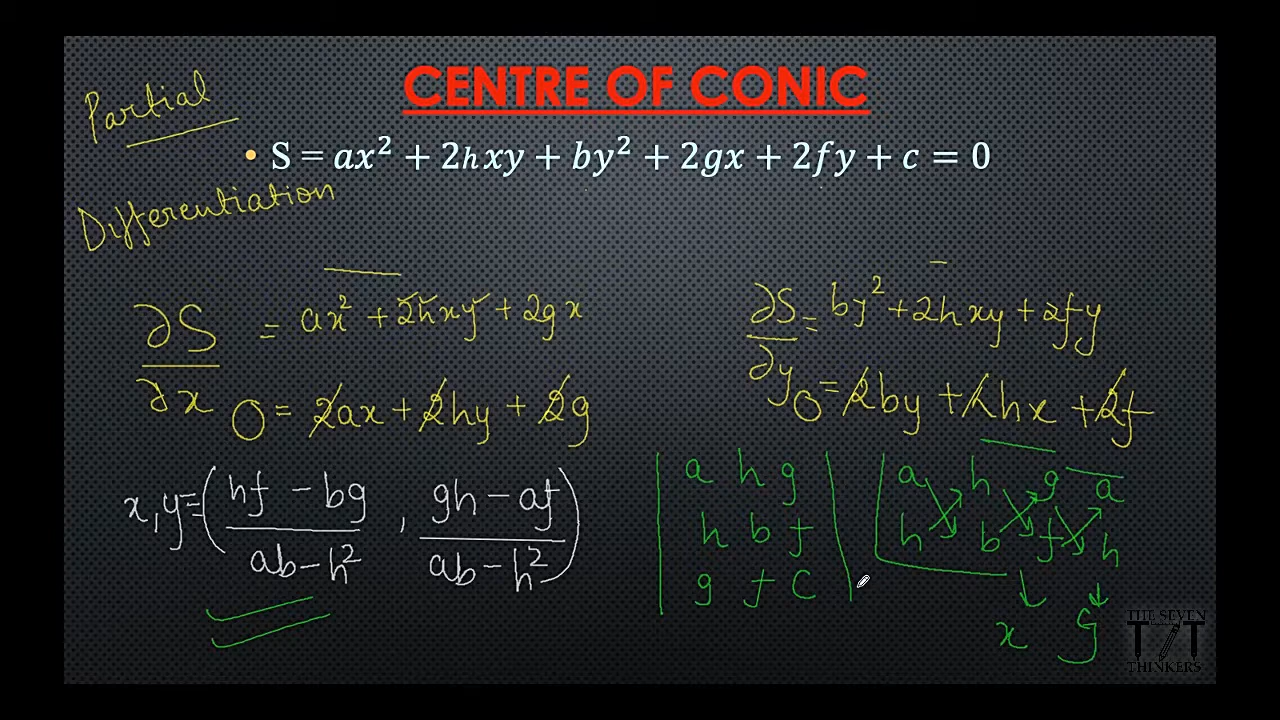 CENTRE OF CONIC
Partial
• S = ax² + 2hxy + by² + 2gx + 2fy + c = 0
Differentiation
∂S/∂x = ax² + 2hxy + 2gx
0 = 2ax + 2hy + 2g
∂S/∂y = by² + 2hxy + 2fy
0 = 2by + 2hx + 2f
x,y = ( (hf − bg)/(ab − h²) , (gh − af)/(ab − h²) )
a h g
h b f
g f C
a h g a
h b f h
x y
THE SEVEN
T T
THINKERS